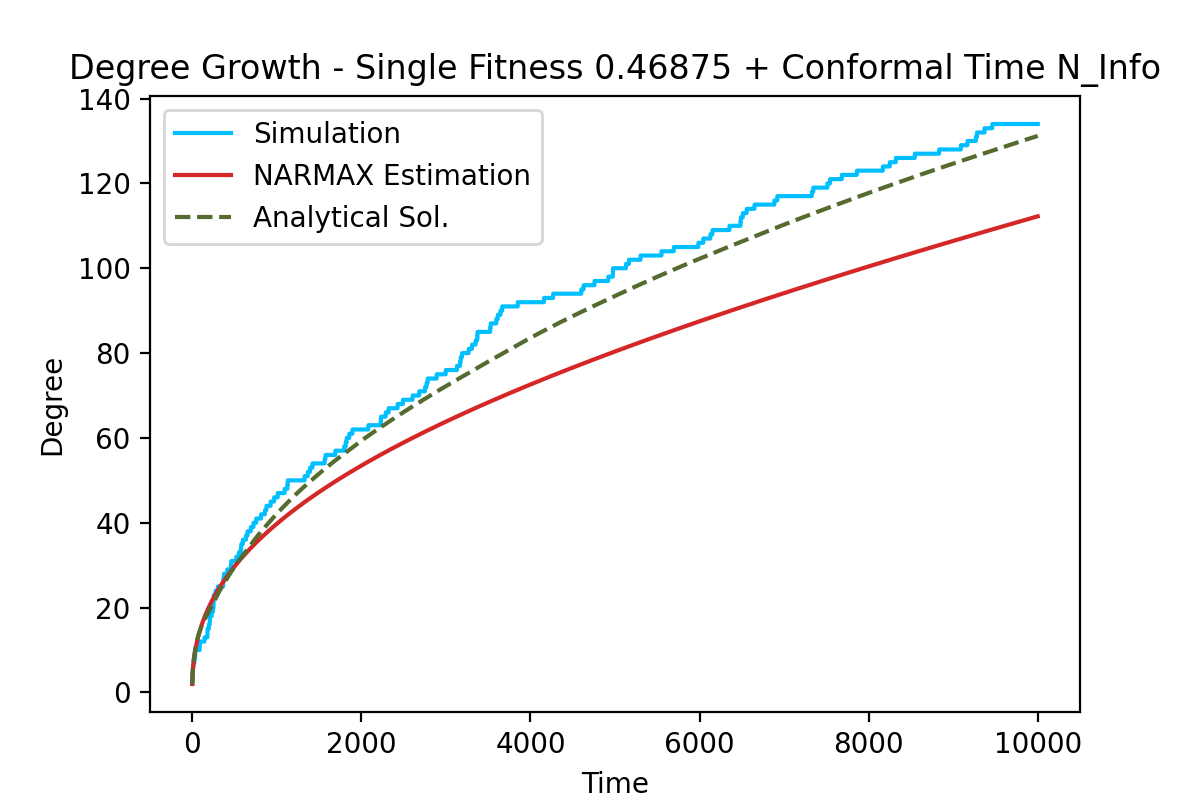 Degree Growth - Single Fitness 0.46875 + Conformal Time N_Info
Simulation
NARMAX Estimation
Analytical Sol.
Degree
140
120
100
80
60
40
20
0
0 2000 4000 6000 8000 10000
Time